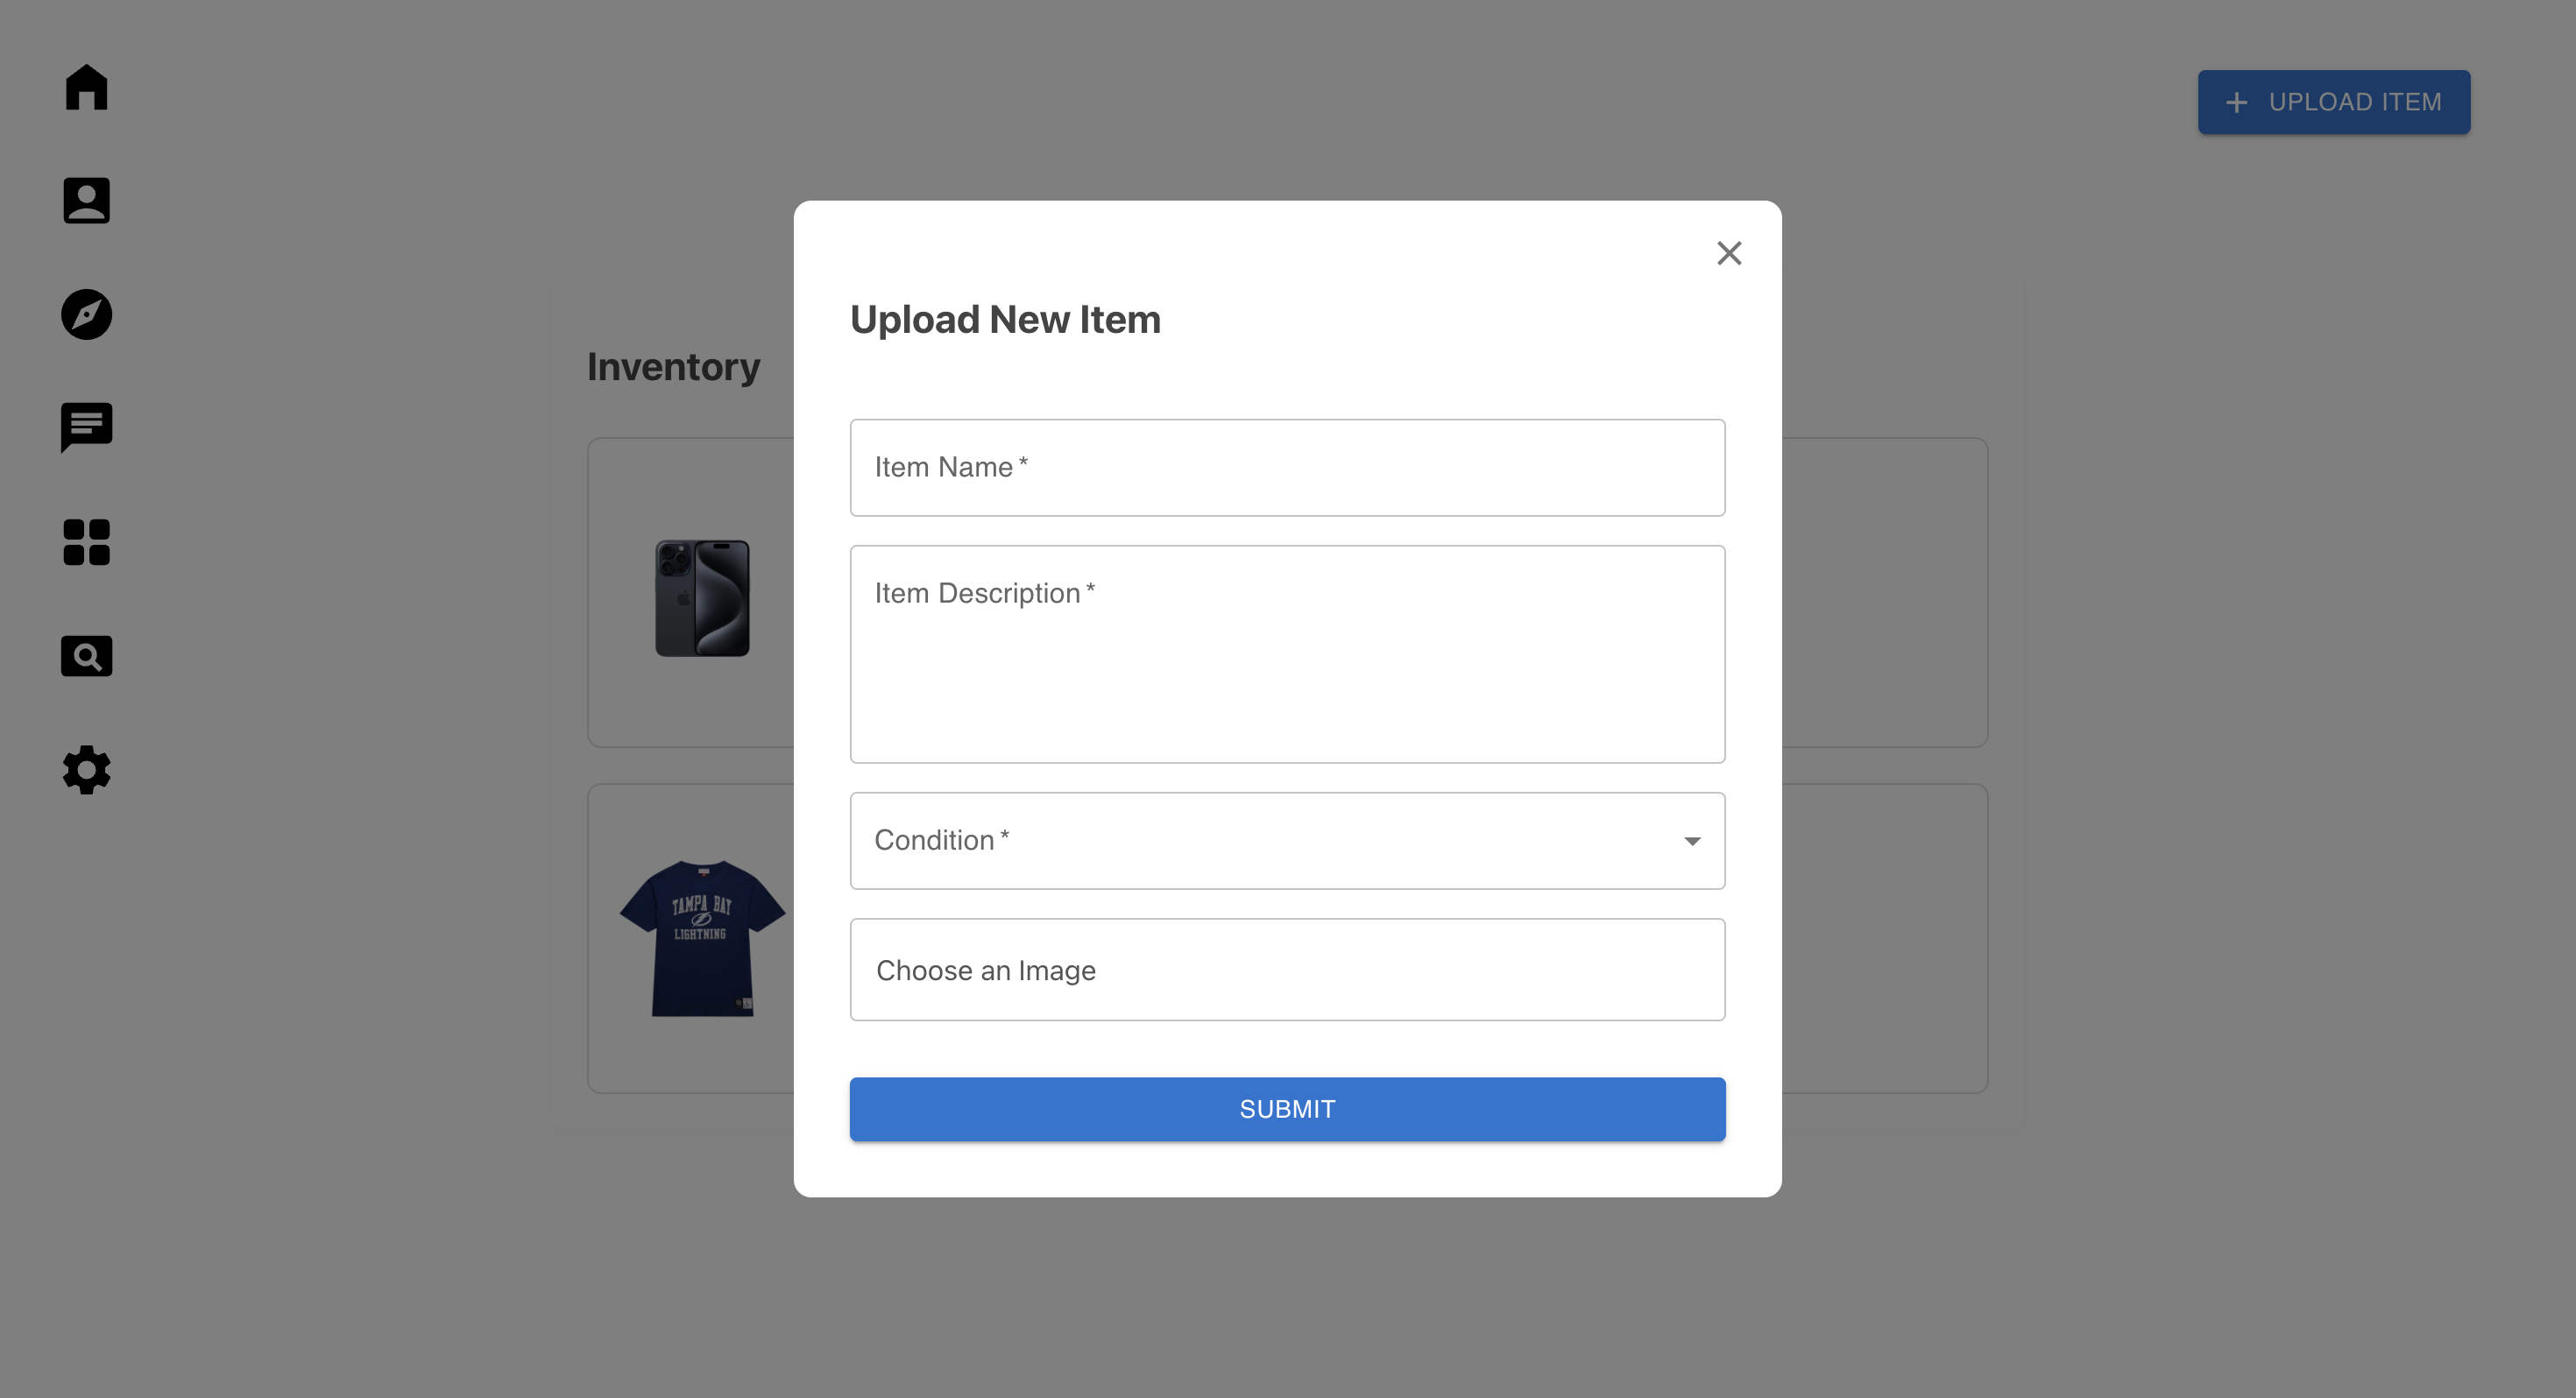 + UPLOAD ITEM
Upload New Item
Inventory
Item Name *
Item Description *
Condition *
Choose an Image
SUBMIT
TAMPA BAY
LIGHTNING